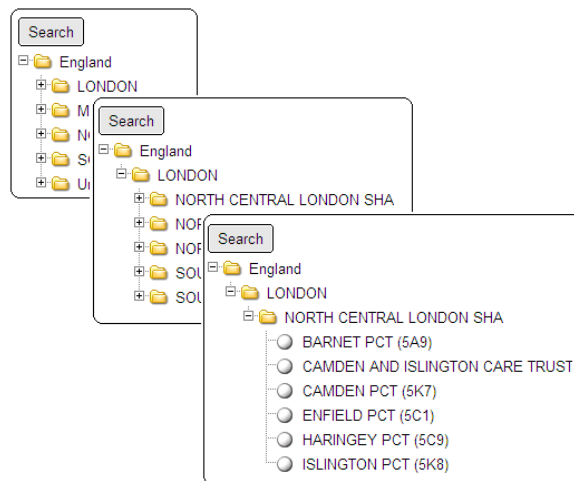 Search
England
LONDON
Search
England
LONDON
NORTH CENTRAL LONDON SHA
Search
England
LONDON
NORTH CENTRAL LONDON SHA
BARNET PCT (5A9)
CAMDEN AND ISLINGTON CARE TRUST
CAMDEN PCT (5K7)
ENFIELD PCT (5C1)
HARINGEY PCT (5C9)
ISLINGTON PCT (5K8)